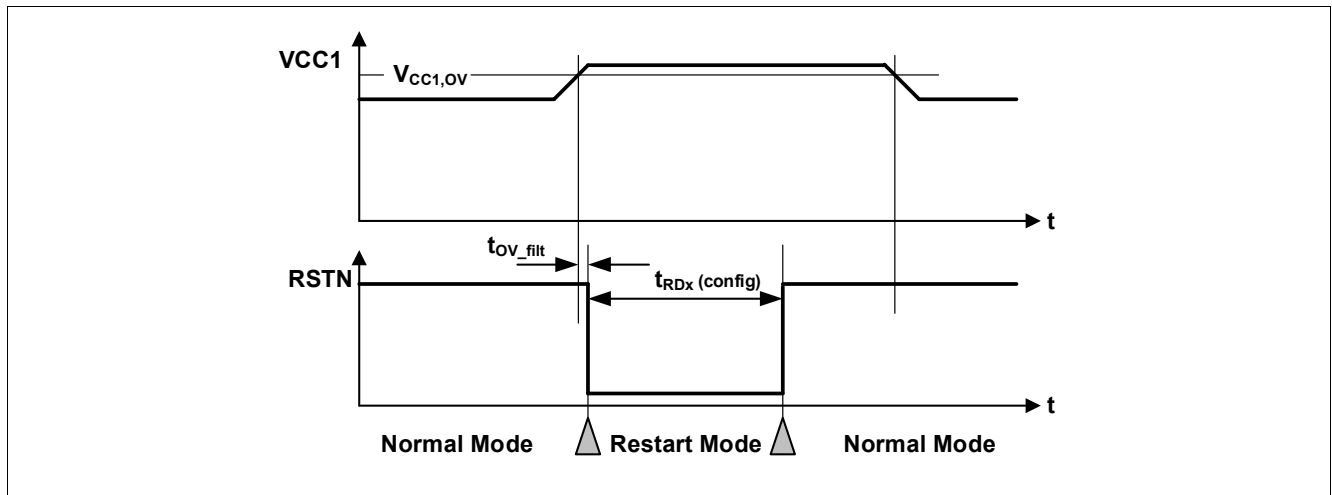 VCC1
VCC1,OV
t
tOV_filt
tRDx (config)
RSTN
t
Normal Mode Restart Mode Normal Mode